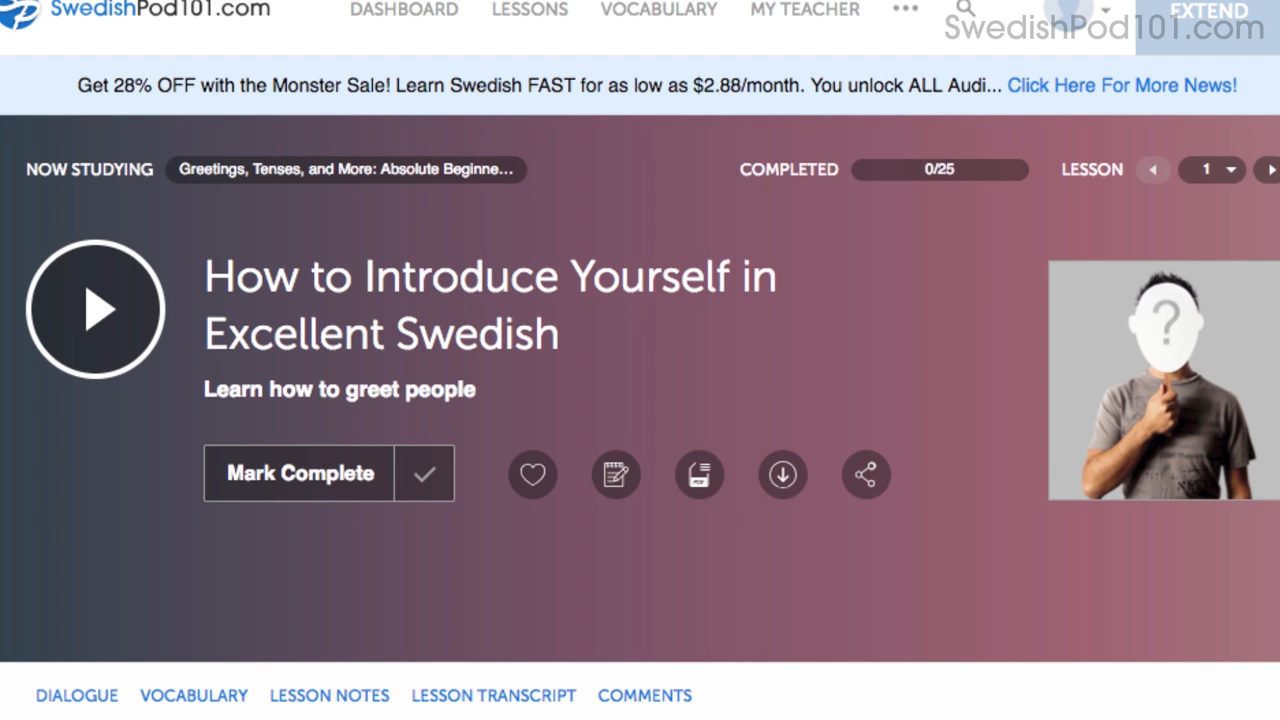 SwedishPod101.com
DASHBOARD LESSONS VOCABULARY MY TEACHER ••• EXTEND
SwedishPod101.com
Get 28% OFF with the Monster Sale! Learn Swedish FAST for as low as $2.88/month. You unlock ALL Audi... Click Here For More News!
NOW STUDYING Greetings, Tenses, and More: Absolute Beginne... COMPLETED 0/25 LESSON 1
How to Introduce Yourself in
Excellent Swedish
Learn how to greet people
Mark Complete
PDF
?
DIALOGUE VOCABULARY LESSON NOTES LESSON TRANSCRIPT COMMENTS